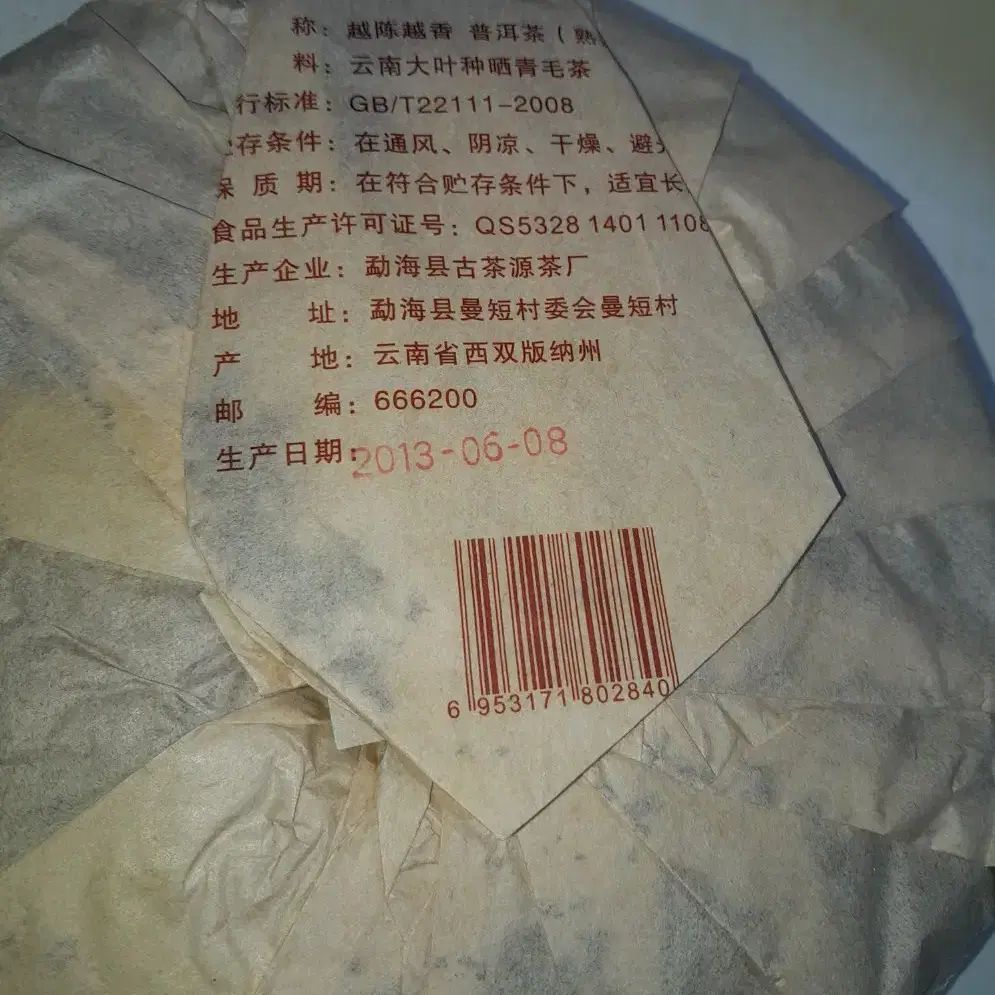 称：越陈越香 普洱茶（熟
料：云南大叶种晒青毛茶
行标准：GB/T22111-2008
存条件：在通风、阴凉、干燥、避
保 质 期：在符合贮存条件下，适宜长
食品生产许可证号：QS5328 1401 1108
生产企业：勐海县古茶源茶厂
地 址：勐海县曼短村委会曼短村
产 地：云南省西双版纳州
邮 编：666200
生产日期：2013-06-08
6 953171 802840